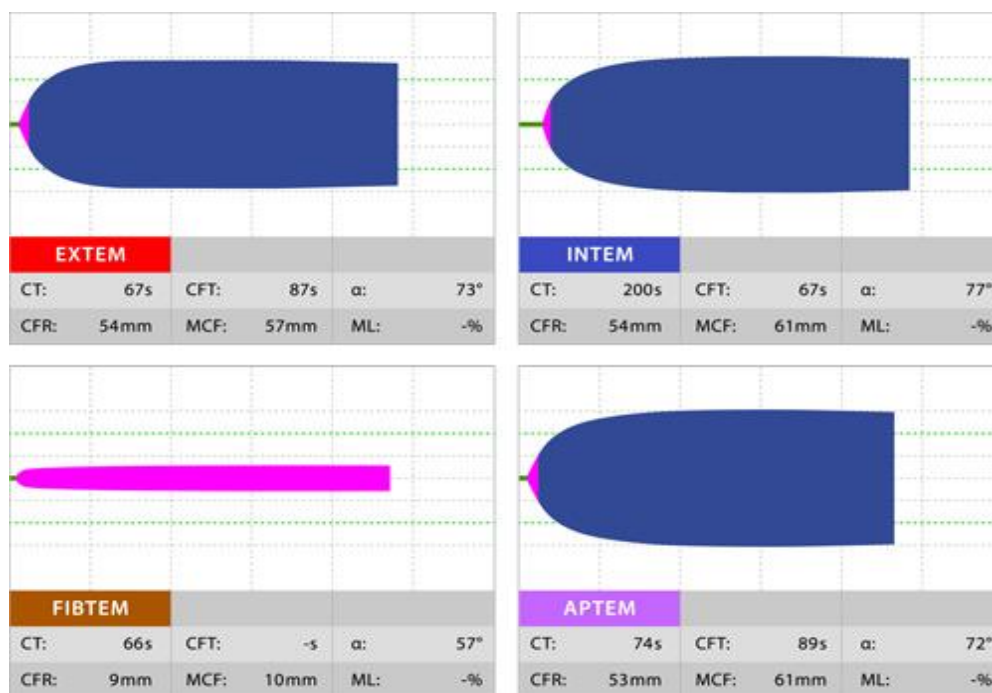 EXTEM
CT: 67s CFT: 87s α: 73°
CFR: 54mm MCF: 57mm ML: -%
INTEM
CT: 200s CFT: 67s α: 77°
CFR: 54mm MCF: 61mm ML: -%
FIBTEM
CT: 66s CFT: -s α: 57°
CFR: 9mm MCF: 10mm ML: -%
APTEM
CT: 74s CFT: 89s α: 72°
CFR: 53mm MCF: 61mm ML: -%